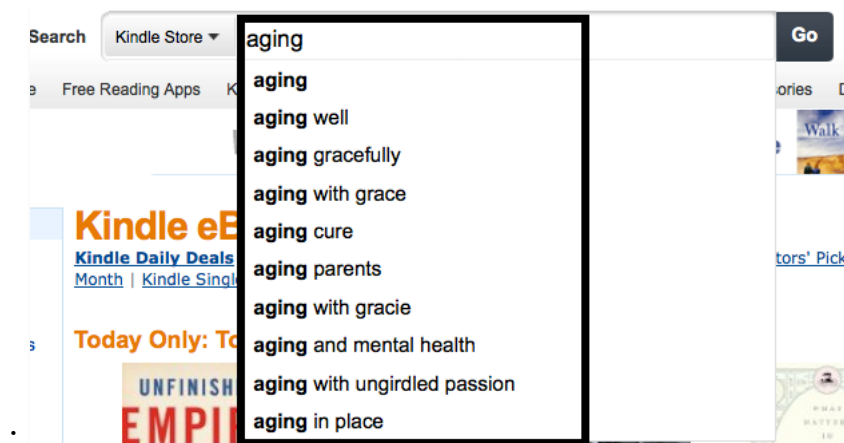 Search Kindle Store aging Go
Free Reading Apps
aging
aging well
Walk
aging gracefully
aging with grace
Kindle
aging cure
Kindle Daily Deals
aging parents
Month | Kindle
aging with gracie
Today Only:
aging and mental health
UNFINISH
aging with ungirdled passion
EMPI
aging in place